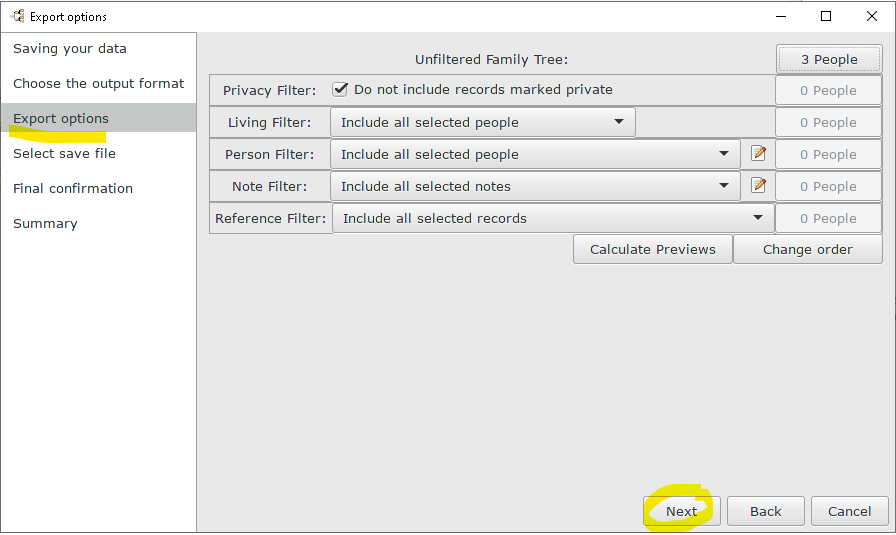 Export options
Saving your data
Choose the output format
Export options
Select save file
Final confirmation
Summary
Unfiltered Family Tree: 3 People
Privacy Filter: Do not include records marked private 0 People
Living Filter: Include all selected people 0 People
Person Filter: Include all selected people 0 People
Note Filter: Include all selected notes 0 People
Reference Filter: Include all selected records 0 People
Calculate Previews Change order
Next Back Cancel